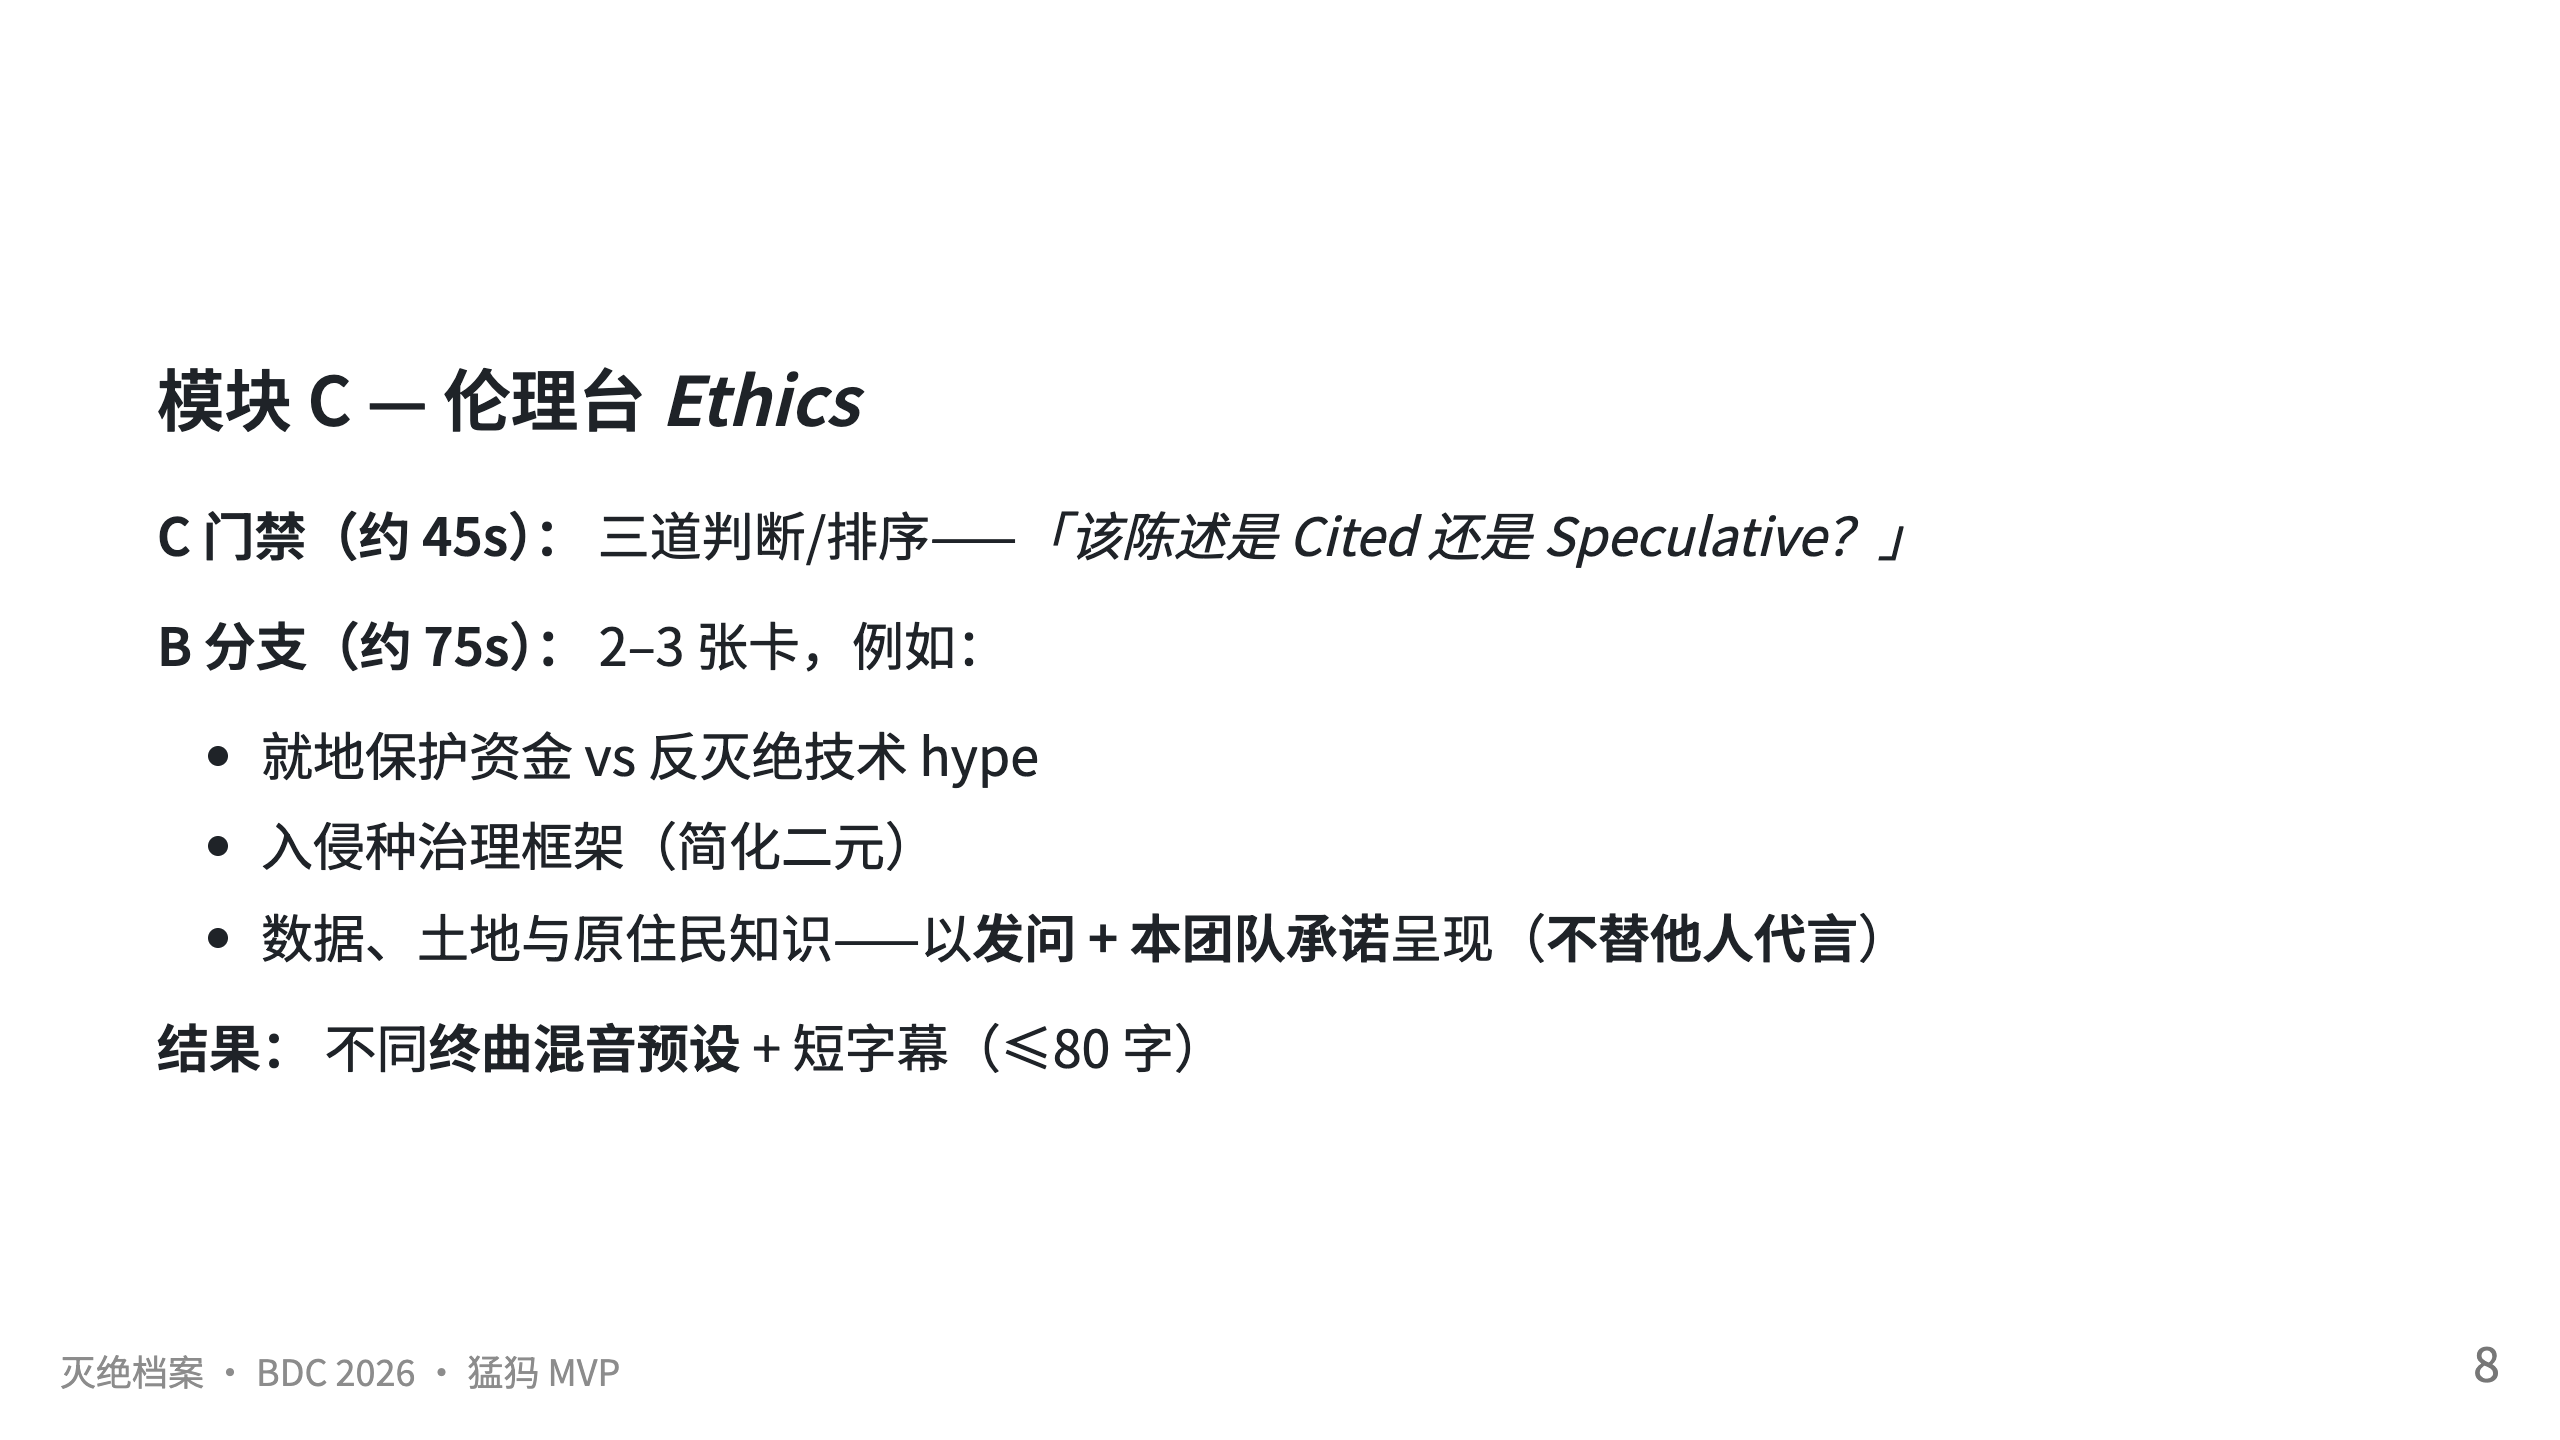 模块 C — 伦理台 Ethics
C 门禁（约 45s）： 三道判断/排序——「该陈述是 Cited 还是 Speculative？」
B 分支（约 75s）： 2–3 张卡，例如：
• 就地保护资金 vs 反灭绝技术 hype
• 入侵种治理框架（简化二元）
• 数据、土地与原住民知识——以发问 + 本团队承诺呈现（不替他人代言）
结果： 不同终曲混音预设 + 短字幕（≤80 字）
灭绝档案 · BDC 2026 · 猛犸 MVP
8